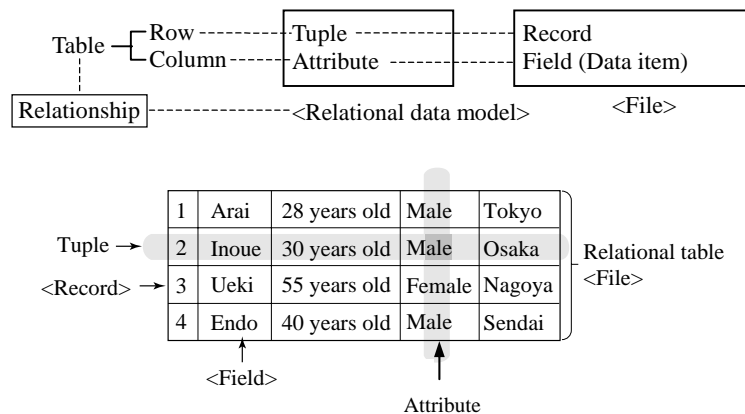 Row Tuple Record
Table
Column Attribute Field (Data item)
Relationship <Relational data model> <File>
1 Arai 28 years old Male Tokyo
Tuple 2 Inoue 30 years old Male Osaka
Relational table
<File>
<Record> 3 Ueki 55 years old Female Nagoya
4 Endo 40 years old Male Sendai
<Field>
Attribute